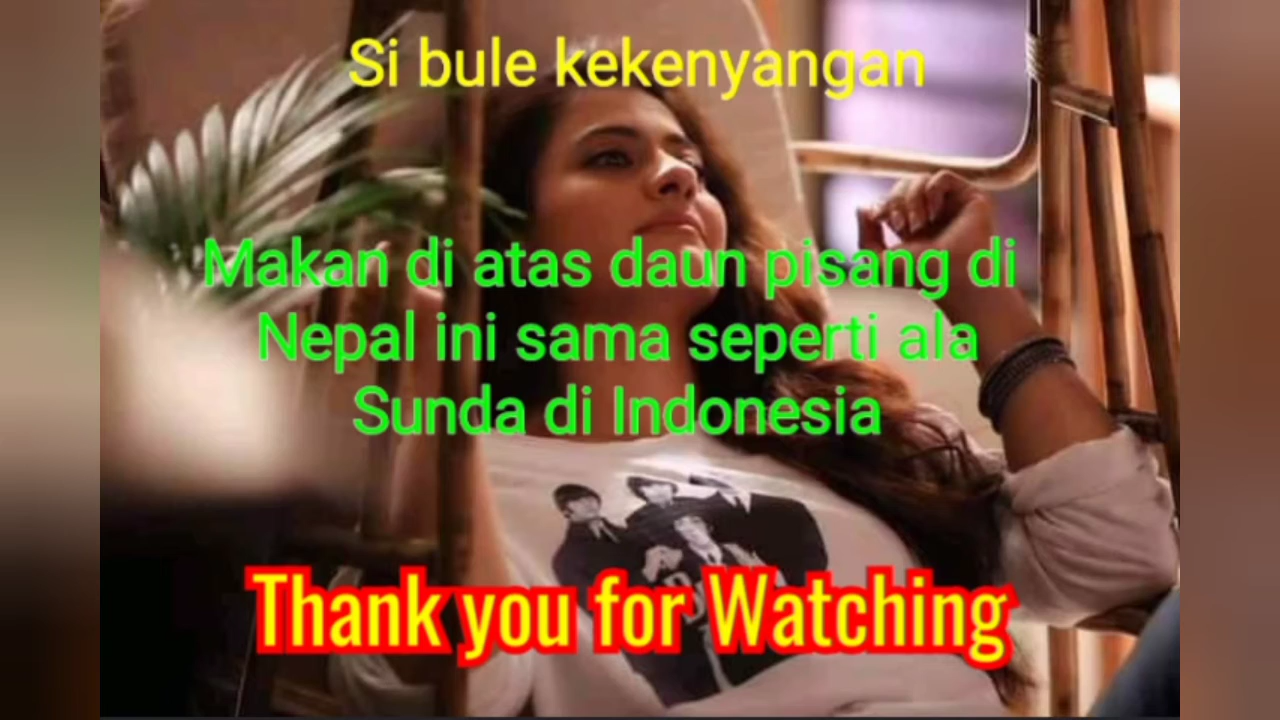 Si bule kekenyangan
Makan di atas daun pisang di
Nepal ini sama seperti ala
Sunda di Indonesia
Thank you for Watching